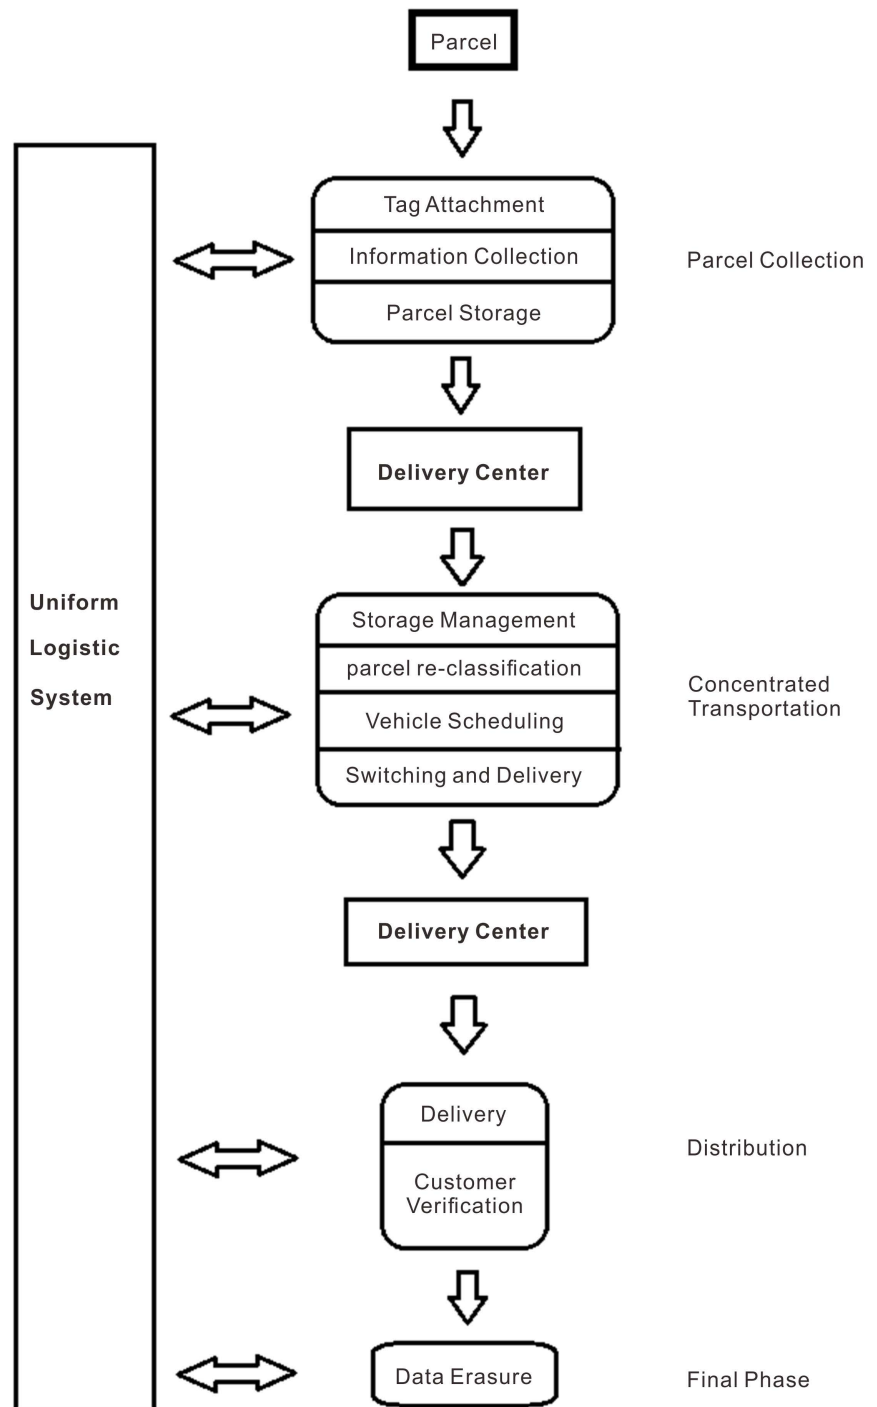 Parcel
Tag Attachment
Information Collection
Parcel Collection
Parcel Storage
Delivery Center
Uniform
Logistic
System
Storage Management
parcel re-classification
Vehicle Scheduling
Switching and Delivery
Concentrated
Transportation
Delivery Center
Delivery
Customer
Verification
Distribution
Data Erasure
Final Phase